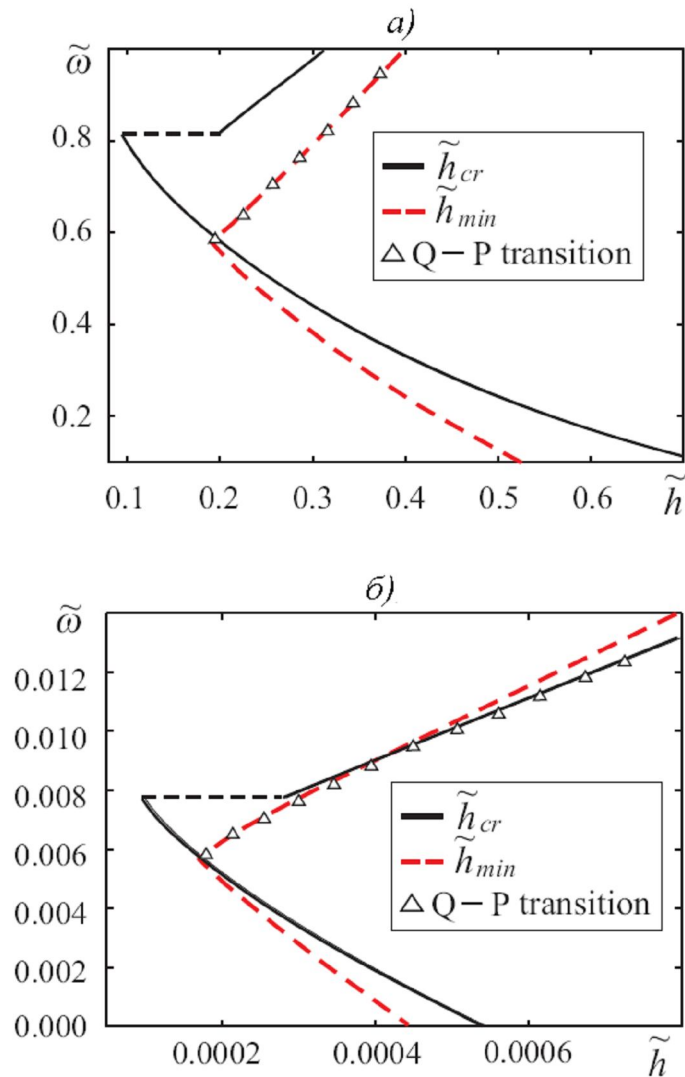 а)
ω̃
0.8
0.6
0.4
0.2
0.1 0.2 0.3 0.4 0.5 0.6 h̃
h̃cr
h̃min
△ Q – P transition
б)
ω̃
0.012
0.010
0.008
0.006
0.004
0.002
0.000
0.0002 0.0004 0.0006 h̃
h̃cr
h̃min
△ Q – P transition